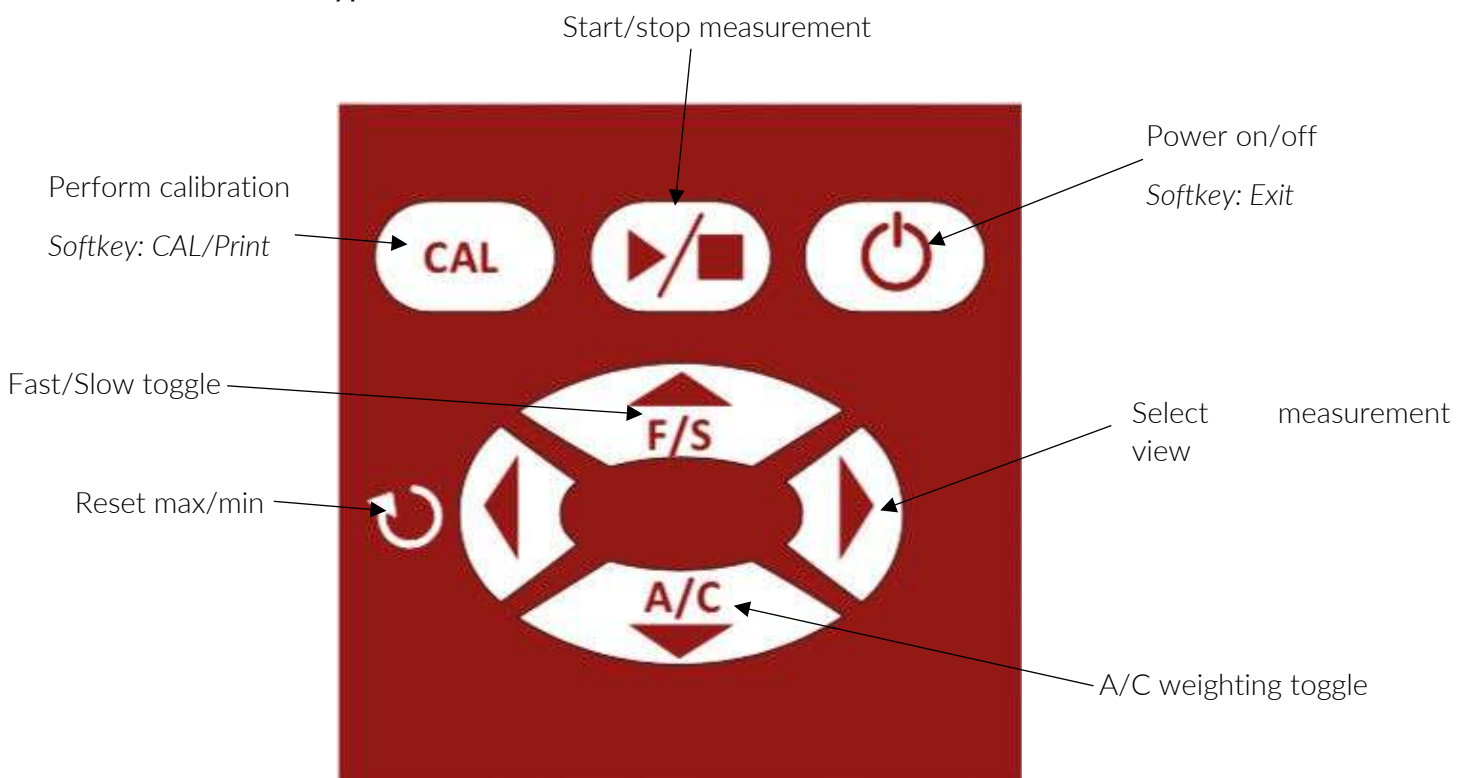 Start/stop measurement
Power on/off
Softkey: Exit
Perform calibration
Softkey: CAL/Print
CAL
Fast/Slow toggle
F/S
Select measurement
view
Reset max/min
A/C
A/C weighting toggle